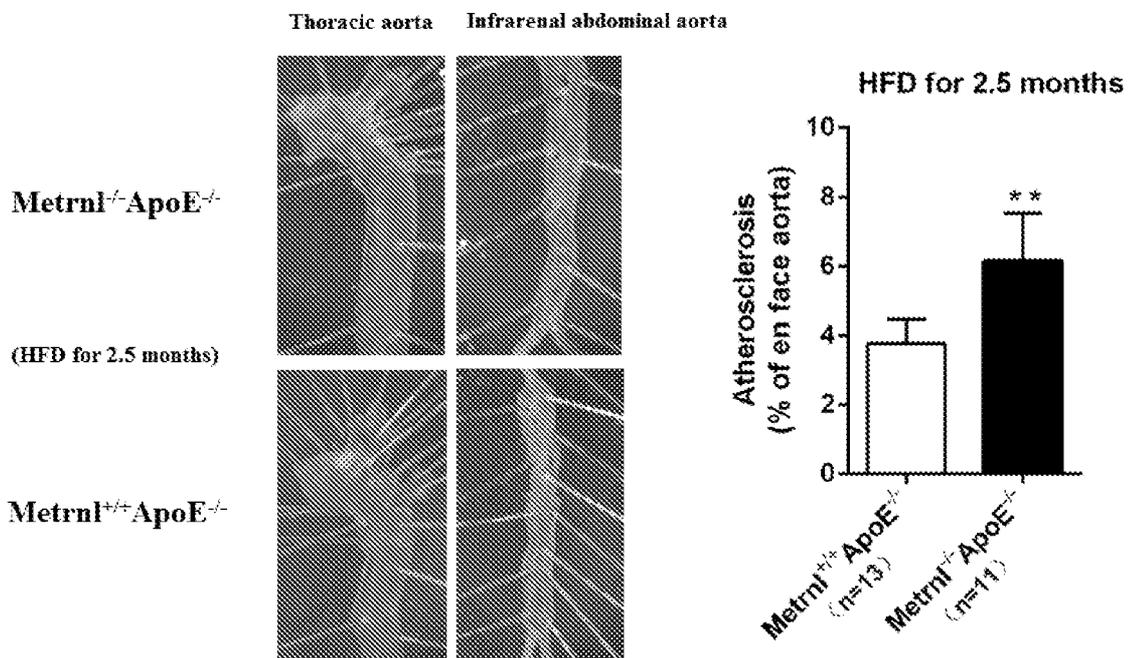 Thoracic aorta Infrarenal abdominal aorta
Metrnl-/-ApoE-/-
(HFD for 2.5 months)
Metrnl+/+ApoE-/-
HFD for 2.5 months
Atherosclerosis
(% of en face aorta)
10
8
6
4
2
0
**
Metrnl+/+ApoE-/-
(n=13)
Metrnl-/-ApoE-/-
(n=11)